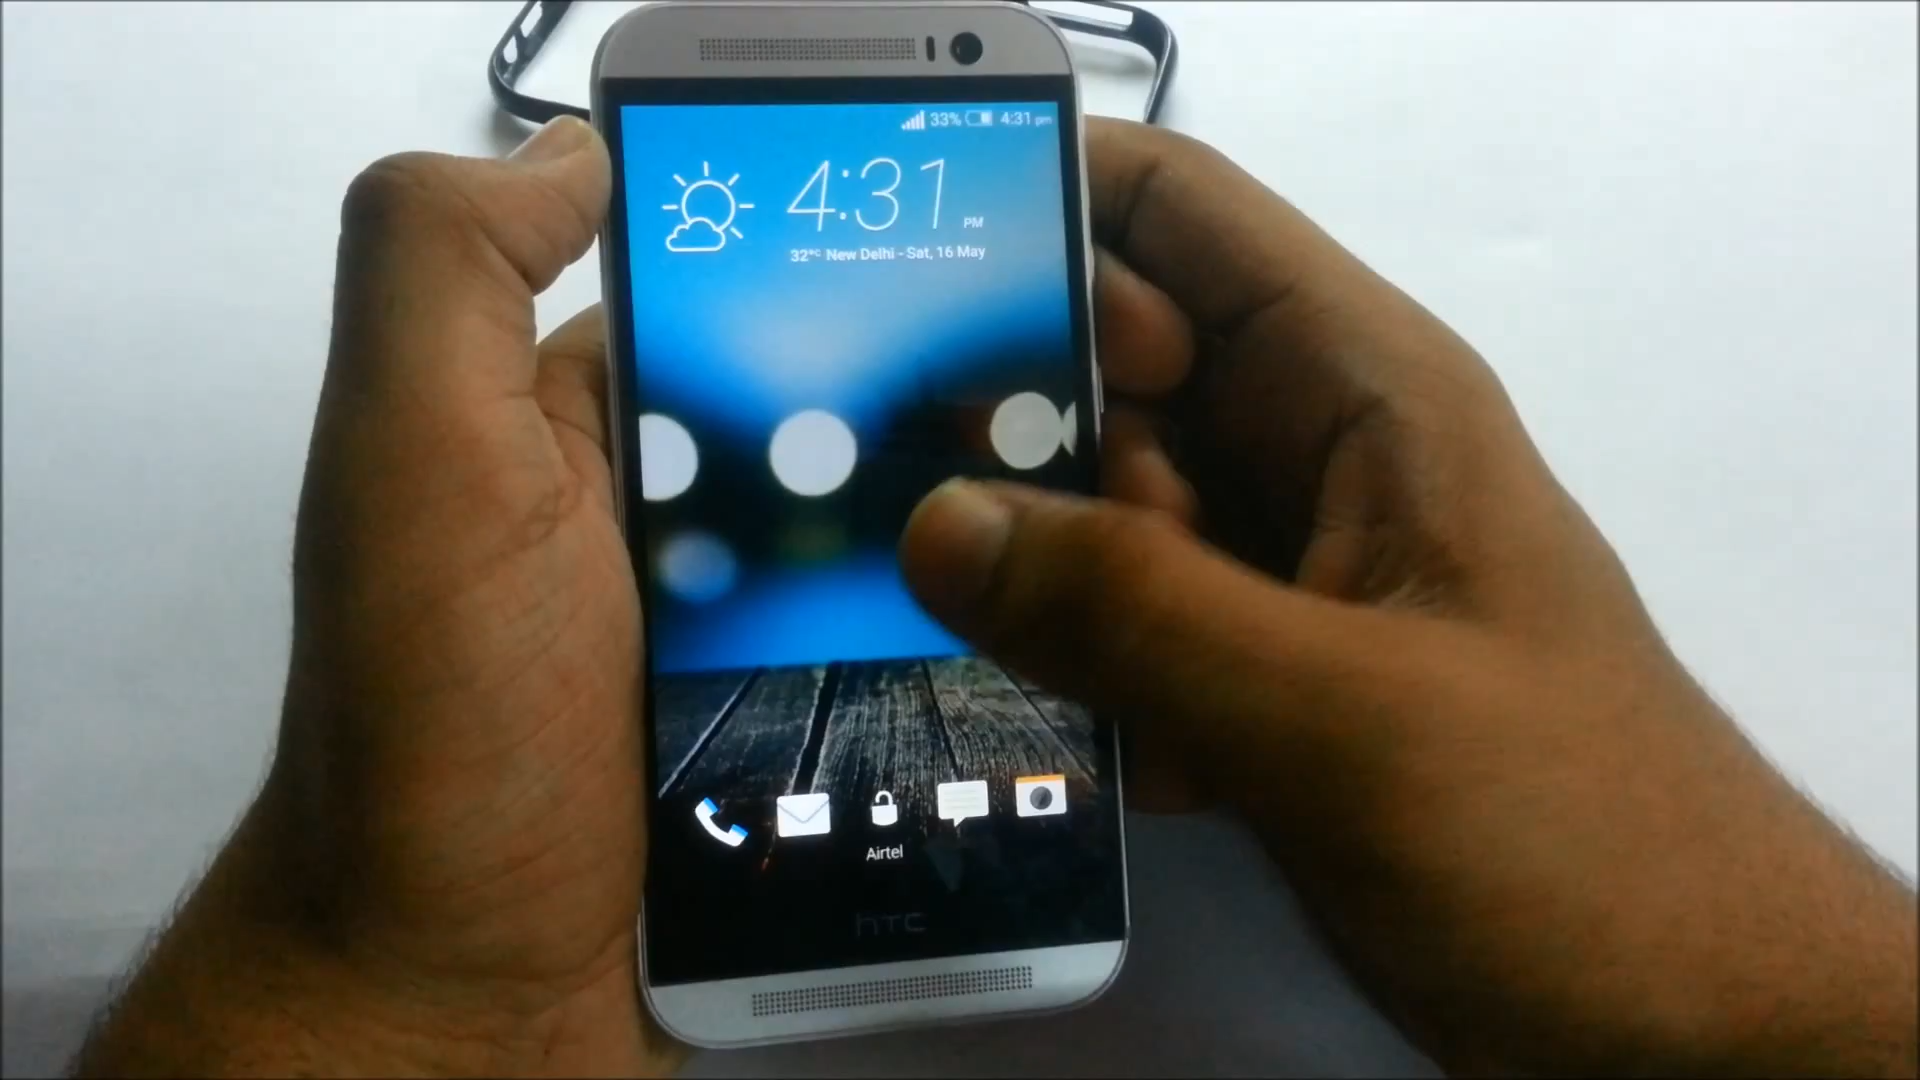 33% 4:31 pm
4:31 PM
32°C New Delhi - Sat, 16 May
Airtel
hTC